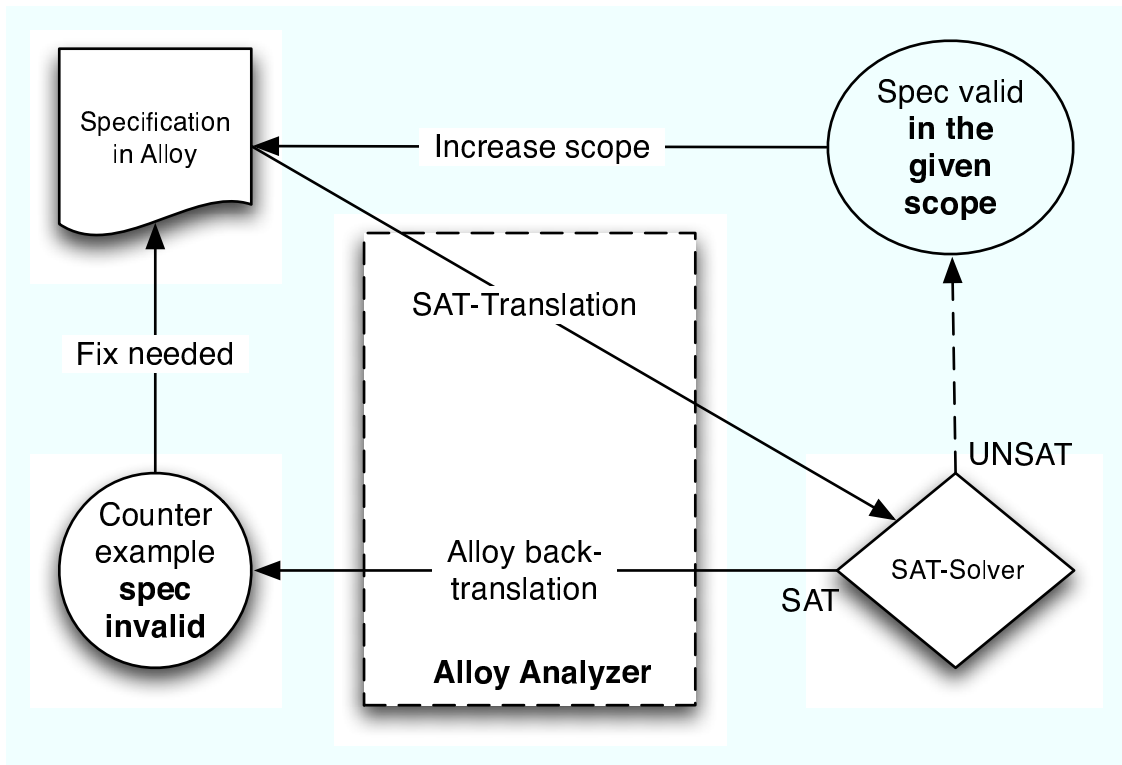 Specification
in Alloy
Increase scope
Spec valid
in the
given
scope
SAT-Translation
Fix needed
UNSAT
Counter
example
spec
invalid
Alloy back-
translation
SAT
SAT-Solver
Alloy Analyzer